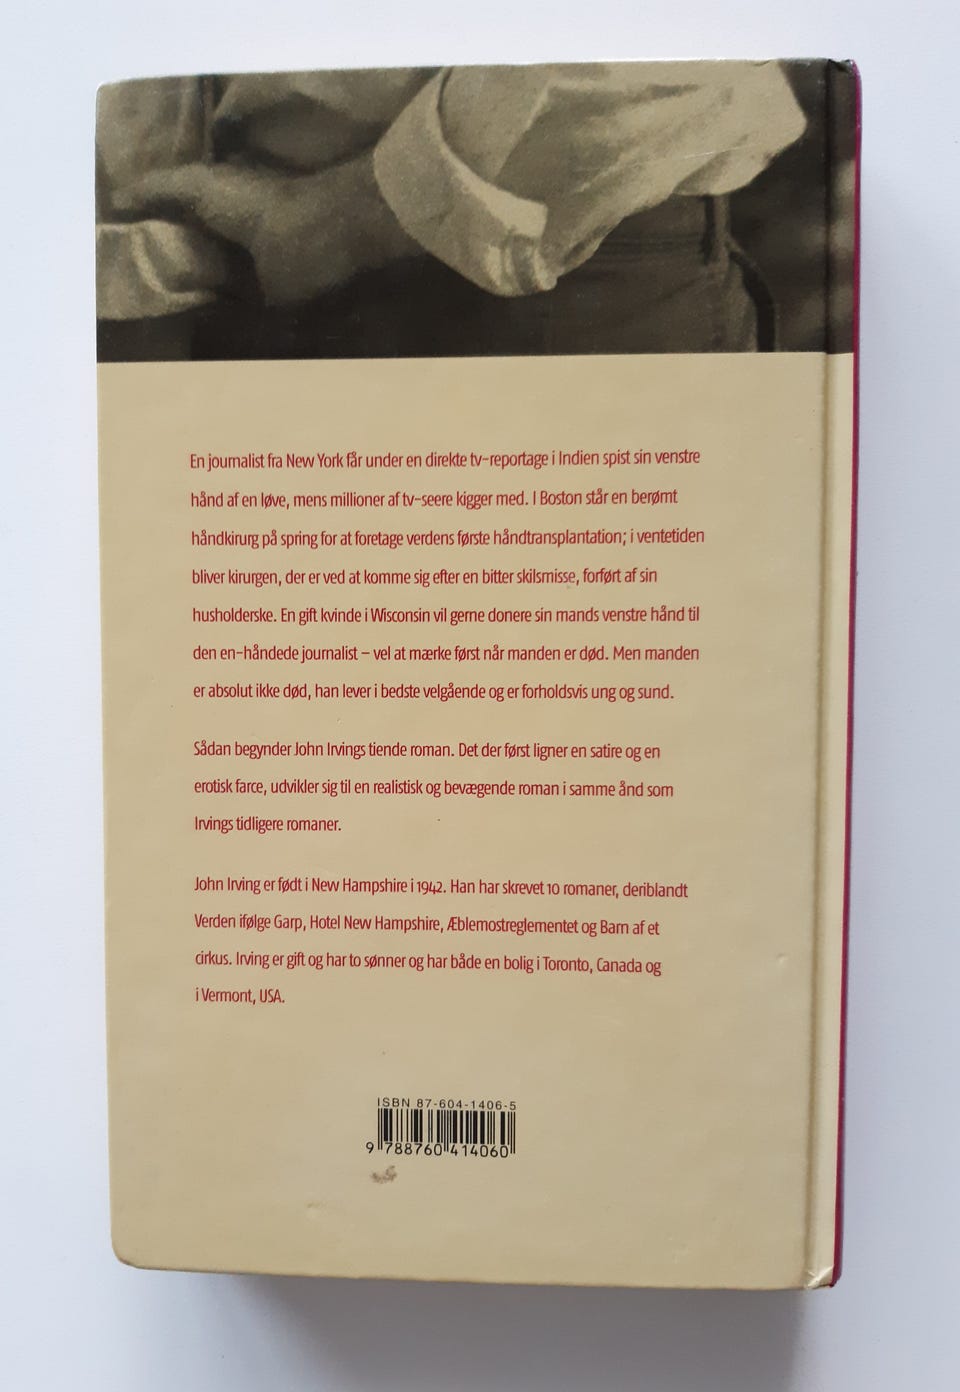 En journalist fra New York får under en direkte tv-reportage i Indien spist sin venstre
hånd af en løve, mens millioner af tv-seere kigger med. I Boston står en berømt
håndkirurg på spring for at foretage verdens første håndtransplantation; i ventetiden
bliver kirurgen, der er ved at komme sig efter en bitter skilsmisse, forført af sin
husholderske. En gift kvinde i Wisconsin vil gerne donere sin mands venstre hånd til
den en-håndede journalist – vel at mærke først når manden er død. Men manden
er absolut ikke død, han lever i bedste velgående og er forholdsvis ung og sund.
Sådan begynder John Irvings tiende roman. Det der først ligner en satire og en
erotisk farce, udvikler sig til en realistisk og bevægende roman i samme ånd som
Irvings tidligere romaner.
John Irving er født i New Hampshire i 1942. Han har skrevet 10 romaner, deriblandt
Verden ifølge Garp, Hotel New Hampshire, Æblemostreglementet og Barn af et
cirkus. Irving er gift og har to sønner og har både en bolig i Toronto, Canada og
i Vermont, USA.
ISBN 87-604-1406-5
9 788760 414060